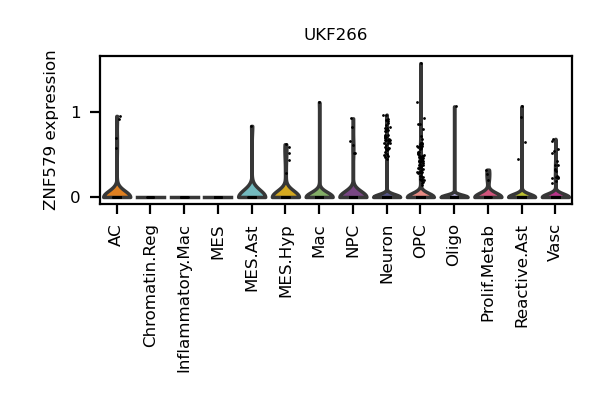 UKF266
ZNF579 expression
1
0
AC
Chromatin.Reg
Inflammatory.Mac
MES
MES.Ast
MES.Hyp
Mac
NPC
Neuron
OPC
Oligo
Prolif.Metab
Reactive.Ast
Vasc